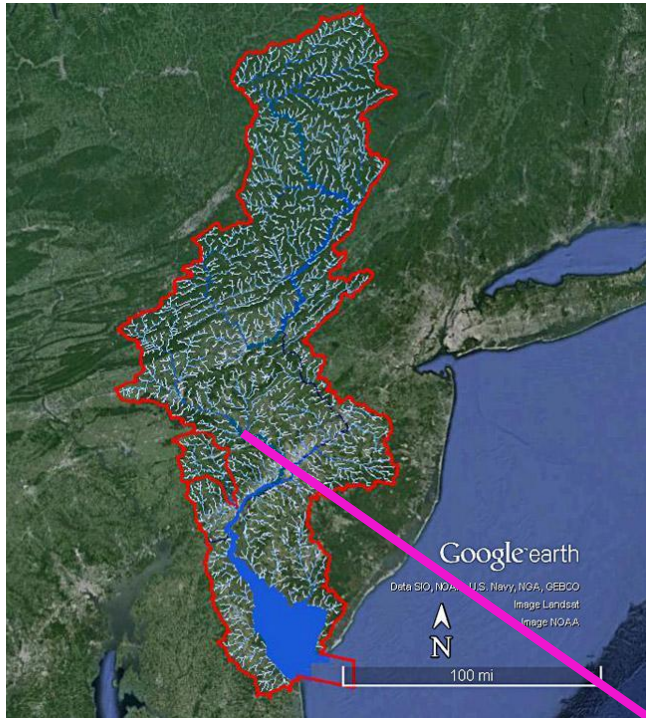 Google earth
Data SIO, NOAA, U.S. Navy, NGA, GEBCO
Image Landsat
Image NOAA
N
100 mi